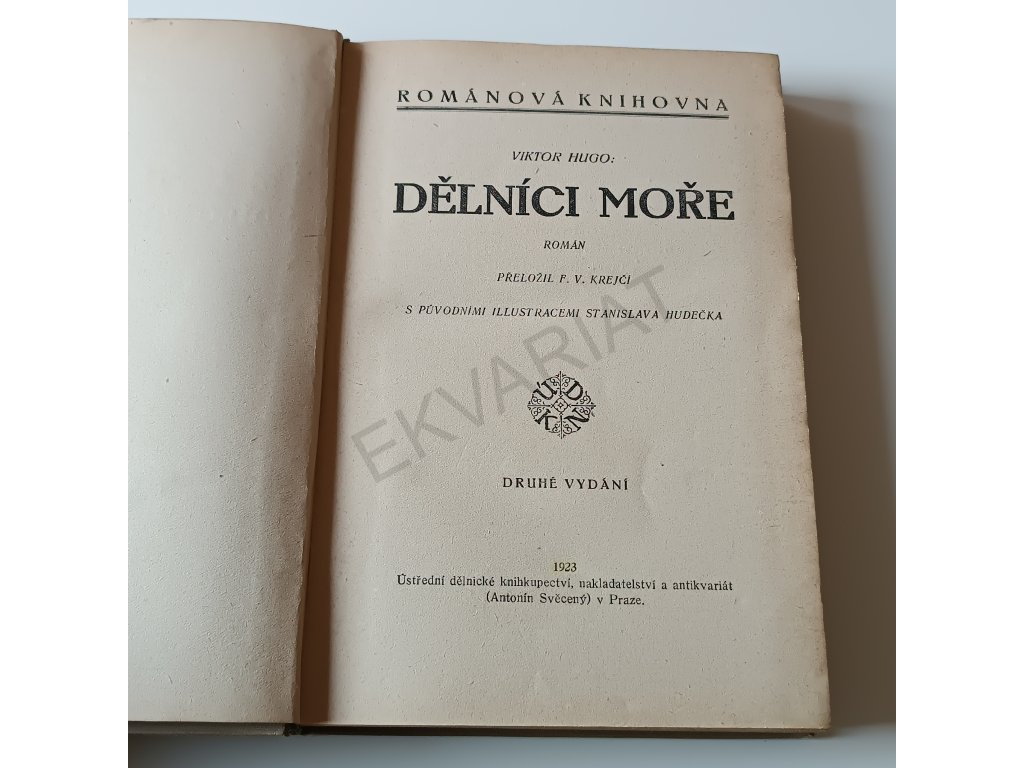 ROMÁNOVÁ KNIHOVNA
VIKTOR HUGO:
DĚLNÍCI MOŘE
ROMÁN
PŘELOŽIL F. V. KREJČÍ
S PŮVODNÍMI ILLUSTRACEMI STANISLAVA HUDEČKA
EKVARIAT
Ú D
K N
DRUHÉ VYDÁNÍ
1923
Ústřední dělnické knihkupectví, nakladatelství a antikvariát
(Antonín Svěcený) v Praze.